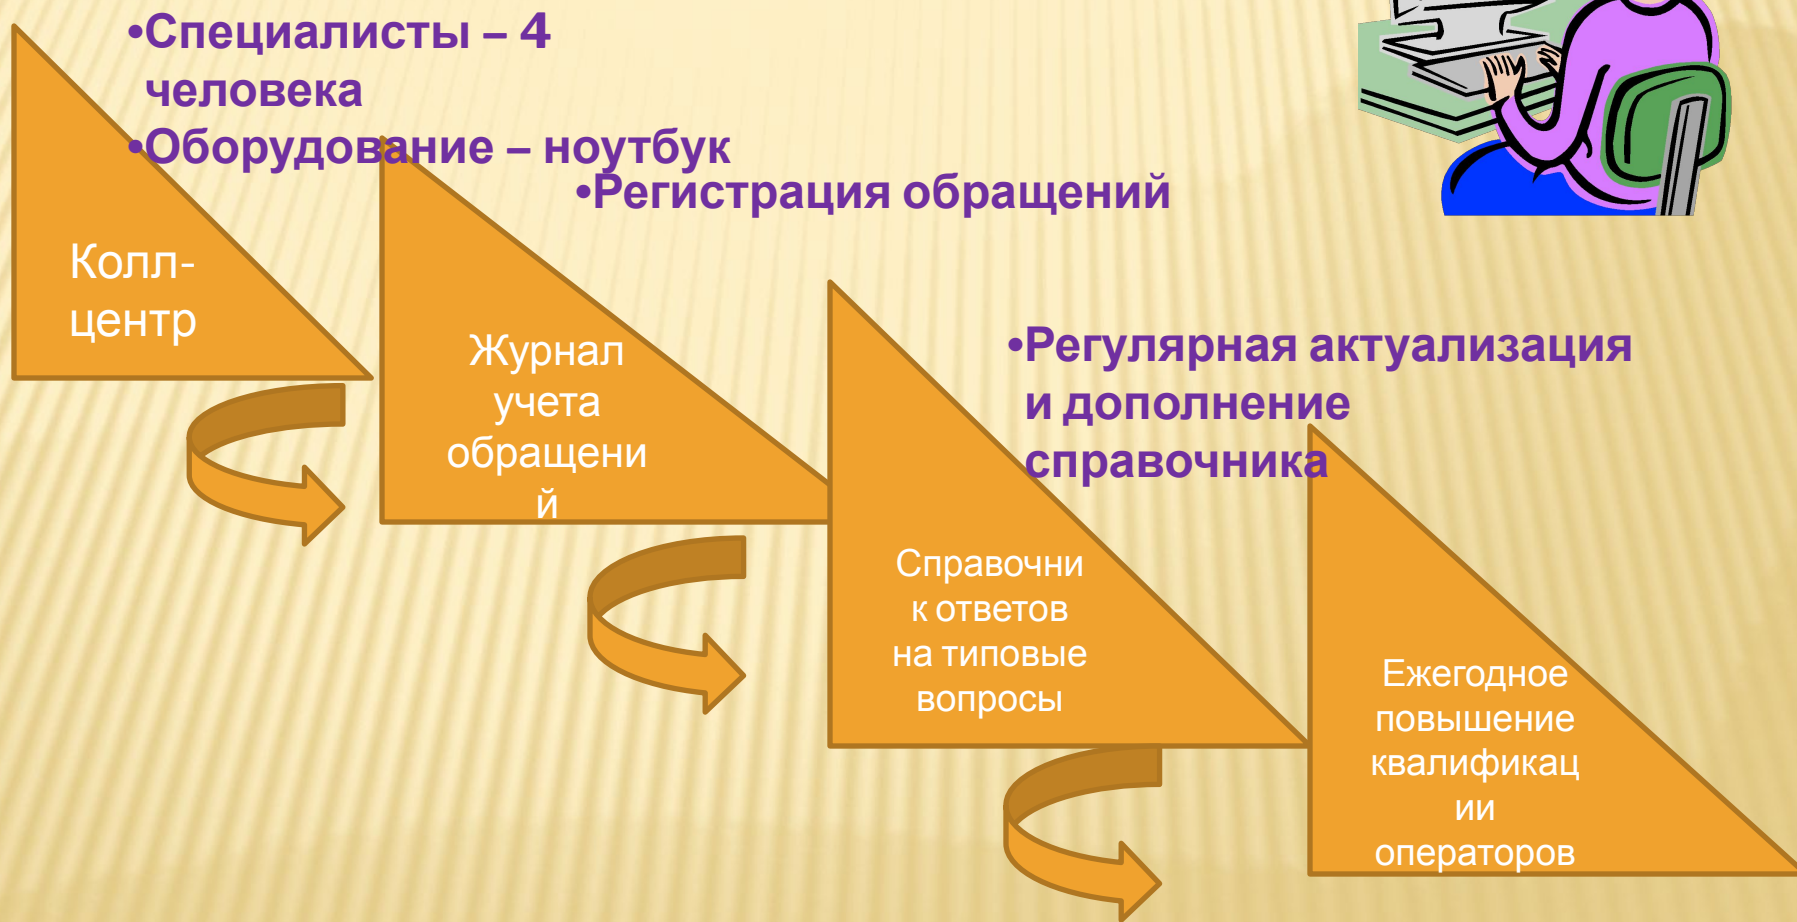 •Специалисты – 4
человека
•Оборудование – ноутбук
Колл-
центр
•Регистрация обращений
Журнал
учета
обращени
й
•Регулярная актуализация
и дополнение
справочника
Справочни
к ответов
на типовые
вопросы
Ежегодное
повышение
квалификац
ии
операторов